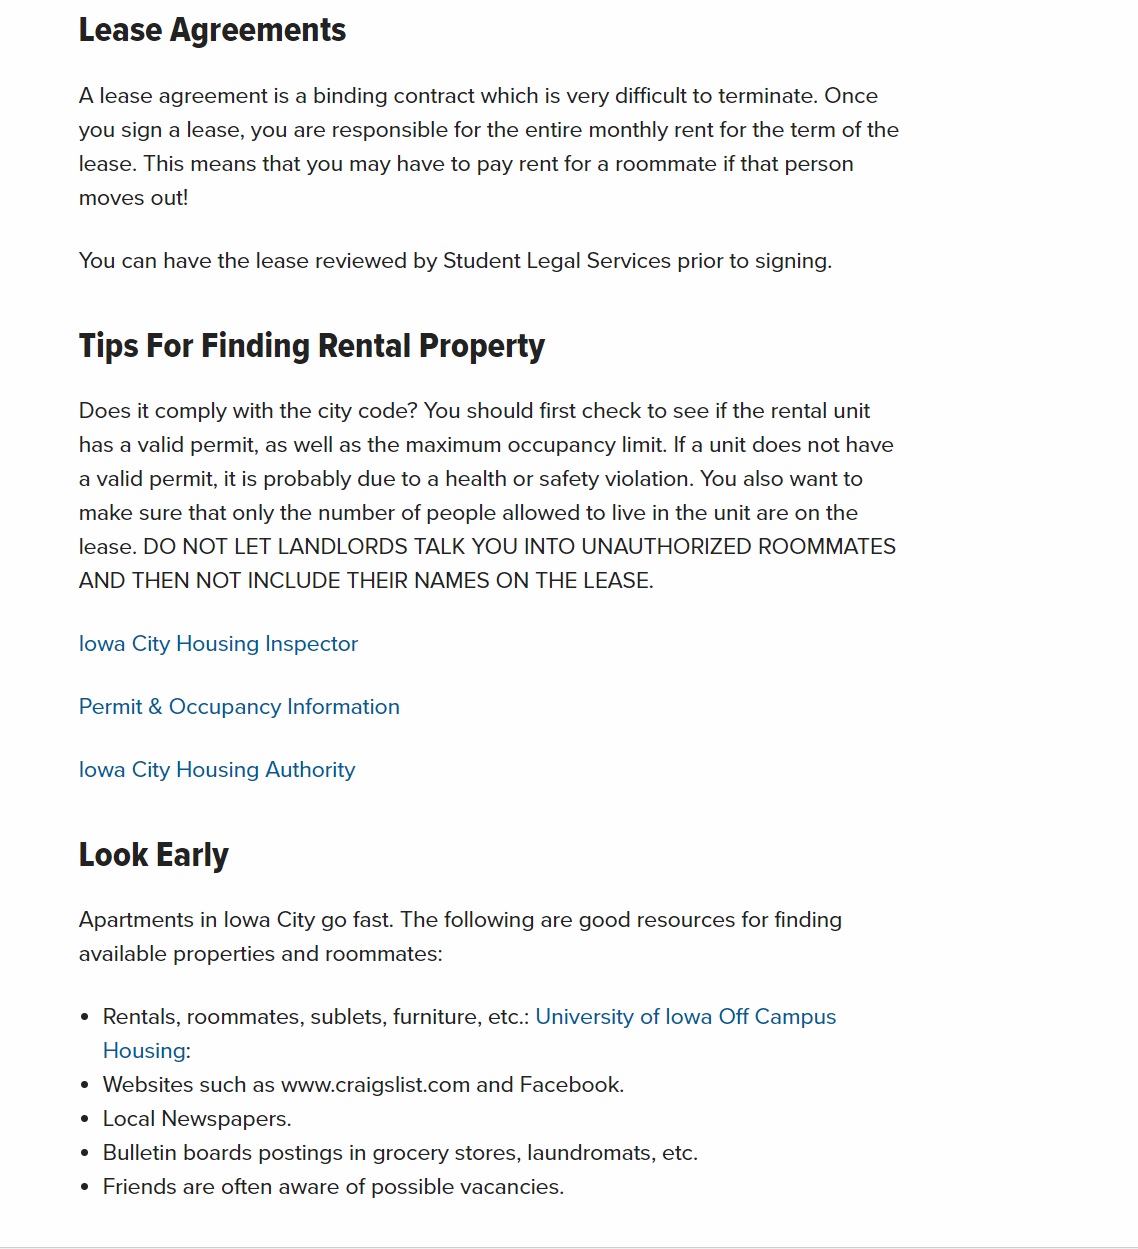 Lease Agreements
A lease agreement is a binding contract which is very difficult to terminate. Once
you sign a lease, you are responsible for the entire monthly rent for the term of the
lease. This means that you may have to pay rent for a roommate if that person
moves out!
You can have the lease reviewed by Student Legal Services prior to signing.
Tips For Finding Rental Property
Does it comply with the city code? You should first check to see if the rental unit
has a valid permit, as well as the maximum occupancy limit. If a unit does not have
a valid permit, it is probably due to a health or safety violation. You also want to
make sure that only the number of people allowed to live in the unit are on the
lease. DO NOT LET LANDLORDS TALK YOU INTO UNAUTHORIZED ROOMMATES
AND THEN NOT INCLUDE THEIR NAMES ON THE LEASE.
Iowa City Housing Inspector
Permit & Occupancy Information
Iowa City Housing Authority
Look Early
Apartments in Iowa City go fast. The following are good resources for finding
available properties and roommates:
• Rentals, roommates, sublets, furniture, etc.: University of Iowa Off Campus
Housing:
• Websites such as www.craigslist.com and Facebook.
• Local Newspapers.
• Bulletin boards postings in grocery stores, laundromats, etc.
• Friends are often aware of possible vacancies.